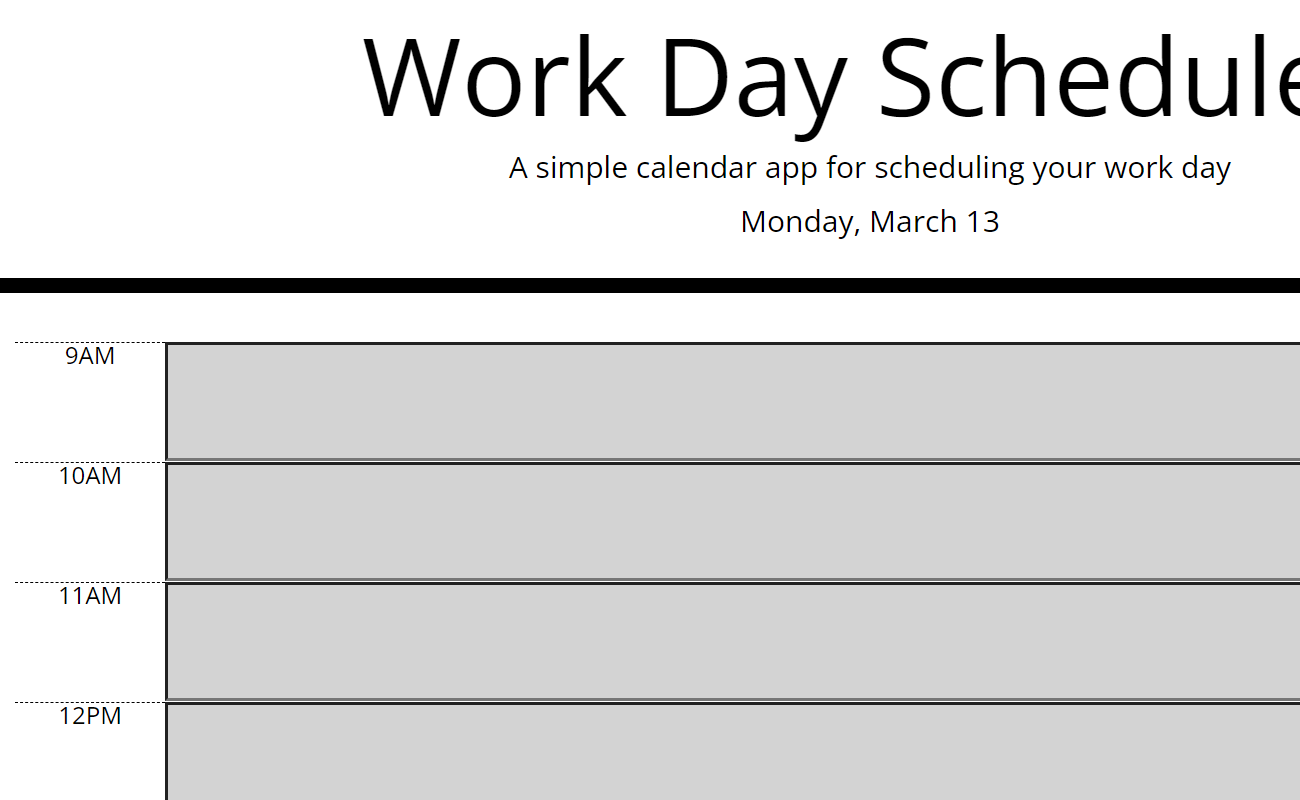 Work Day Schedule
A simple calendar app for scheduling your work day
Monday, March 13
9AM
10AM
11AM
12PM